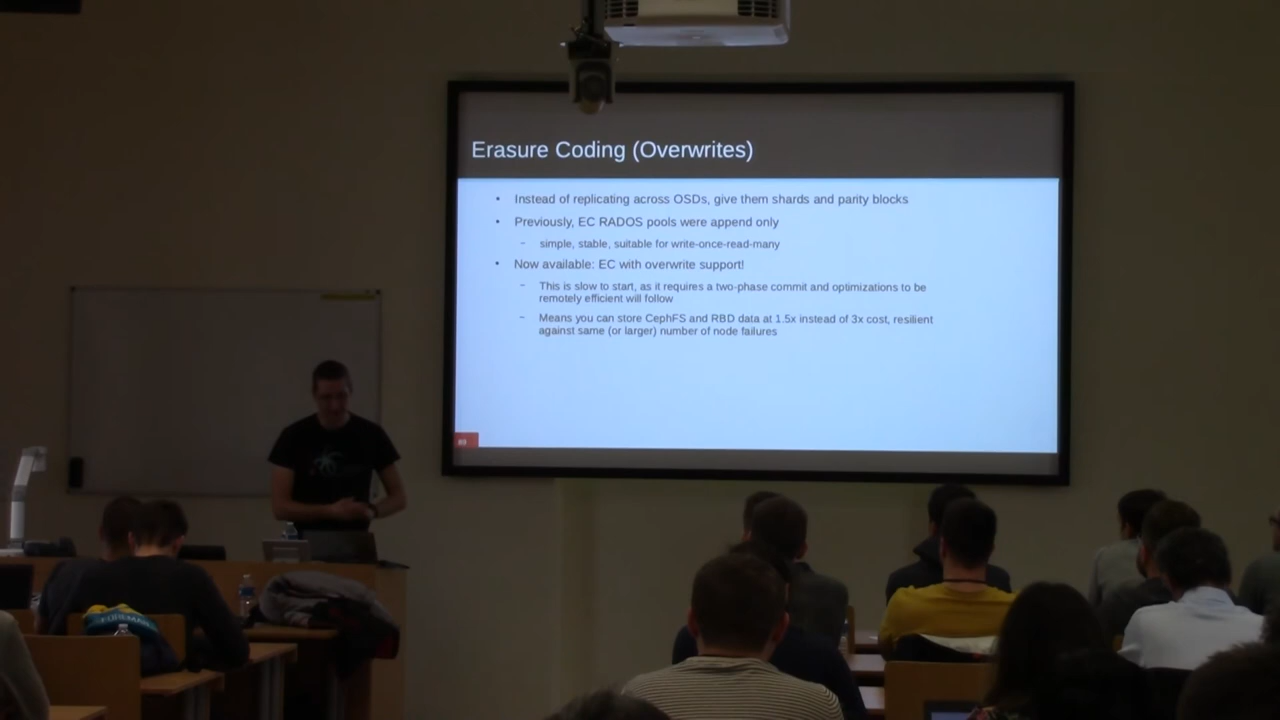 Erasure Coding (Overwrites)
• Instead of replicating across OSDs, give them shards and parity blocks
• Previously, EC RADOS pools were append only
– simple, stable, suitable for write-once-read-many
• Now available: EC with overwrite support!
– This is slow to start, as it requires a two-phase commit and optimizations to be
remotely efficient will follow
– Means you can store CephFS and RBD data at 1.5x instead of 3x cost, resilient
against same (or larger) number of node failures